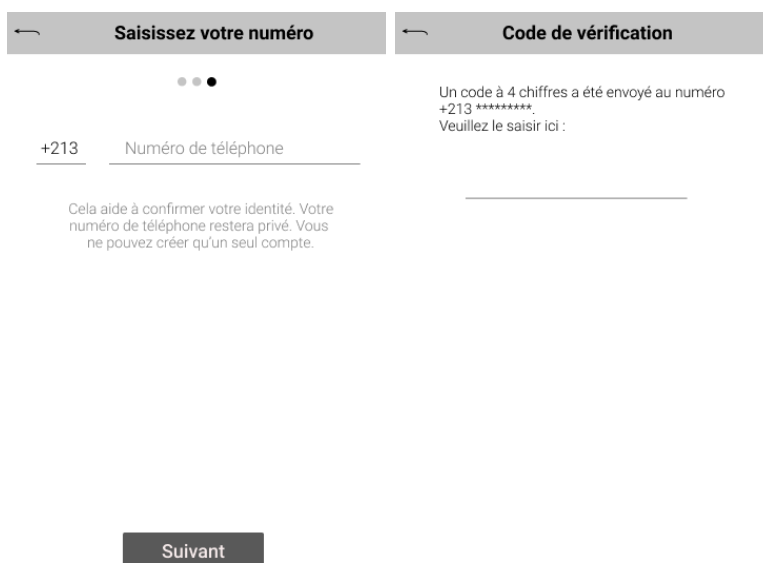 Saisissez votre numéro
+213 Numéro de téléphone
Cela aide à confirmer votre identité. Votre
numéro de téléphone restera privé. Vous
ne pouvez créer qu'un seul compte.
Suivant
Code de vérification
Un code à 4 chiffres a été envoyé au numéro
+213 *********.
Veuillez le saisir ici :